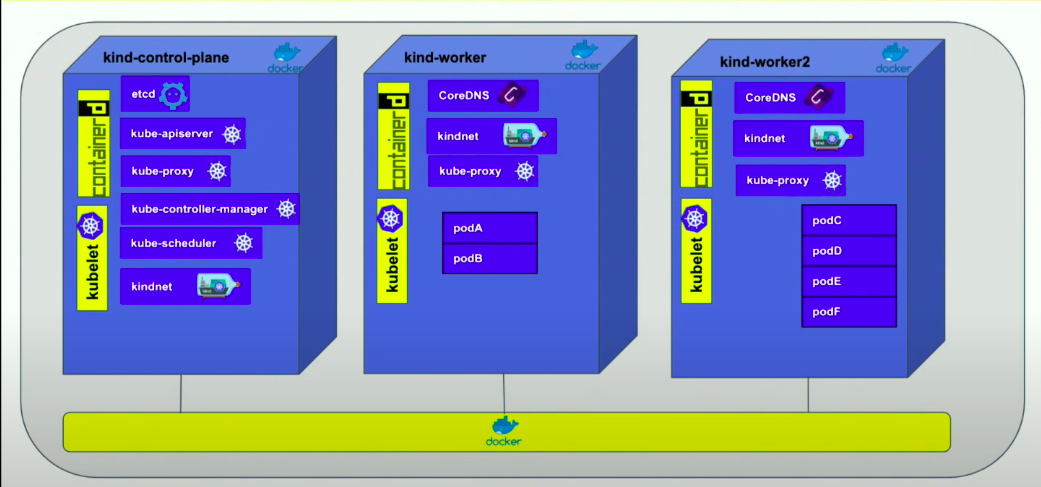 kind-control-plane
docker
containerd
kubelet
etcd
kube-apiserver
kube-proxy
kube-controller-manager
kube-scheduler
kindnet
kind-worker
docker
containerd
kubelet
CoreDNS
kindnet
kube-proxy
podA
podB
kind-worker2
docker
containerd
kubelet
CoreDNS
kindnet
kube-proxy
podC
podD
podE
podF
docker